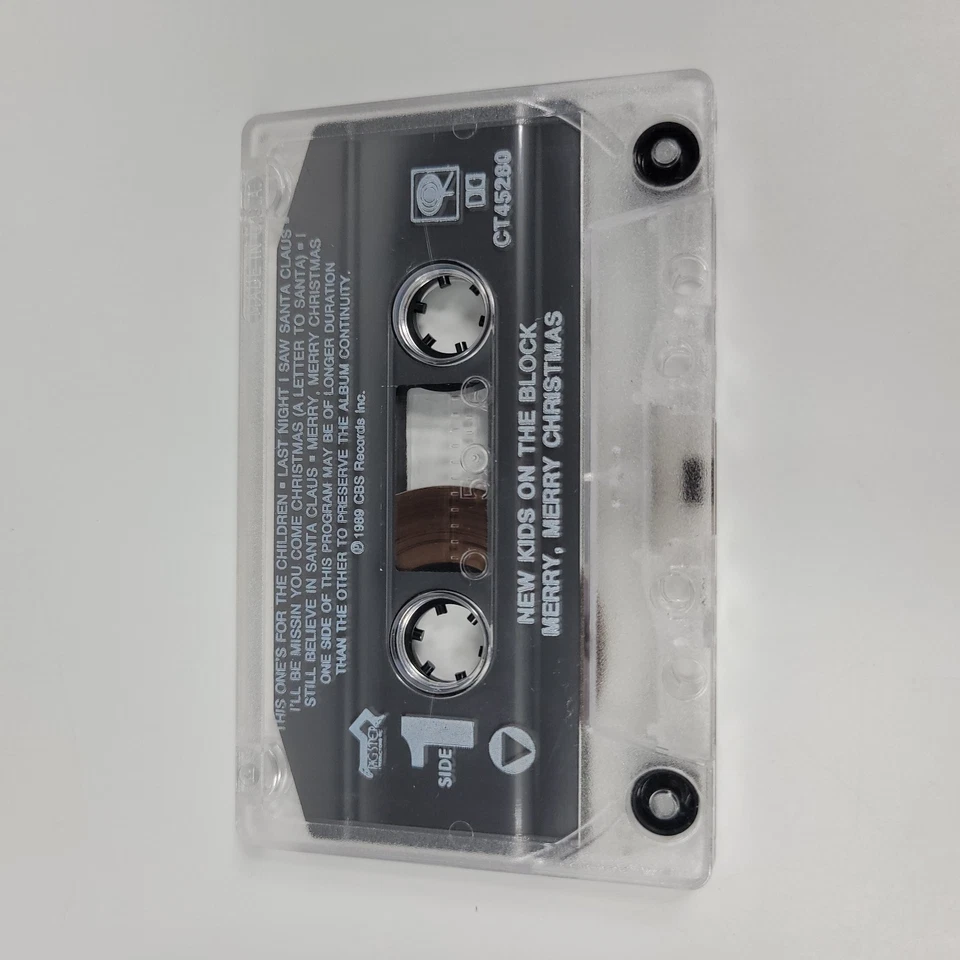 THIS ONE'S FOR THE CHILDREN ▪ LAST NIGHT I SAW SANTA CLAUS ▪
I'LL BE MISSIN YOU COME CHRISTMAS (A LETTER TO SANTA) ▪ I
STILL BELIEVE IN SANTA CLAUS ▪ MERRY, MERRY CHRISTMAS
ONE SIDE OF THIS PROGRAM MAY BE OF LONGER DURATION
THAN THE OTHER TO PRESERVE THE ALBUM CONTINUITY.
℗ 1989 CBS Records Inc.
SIDE 1
50
CT45280
NEW KIDS ON THE BLOCK
MERRY, MERRY CHRISTMAS